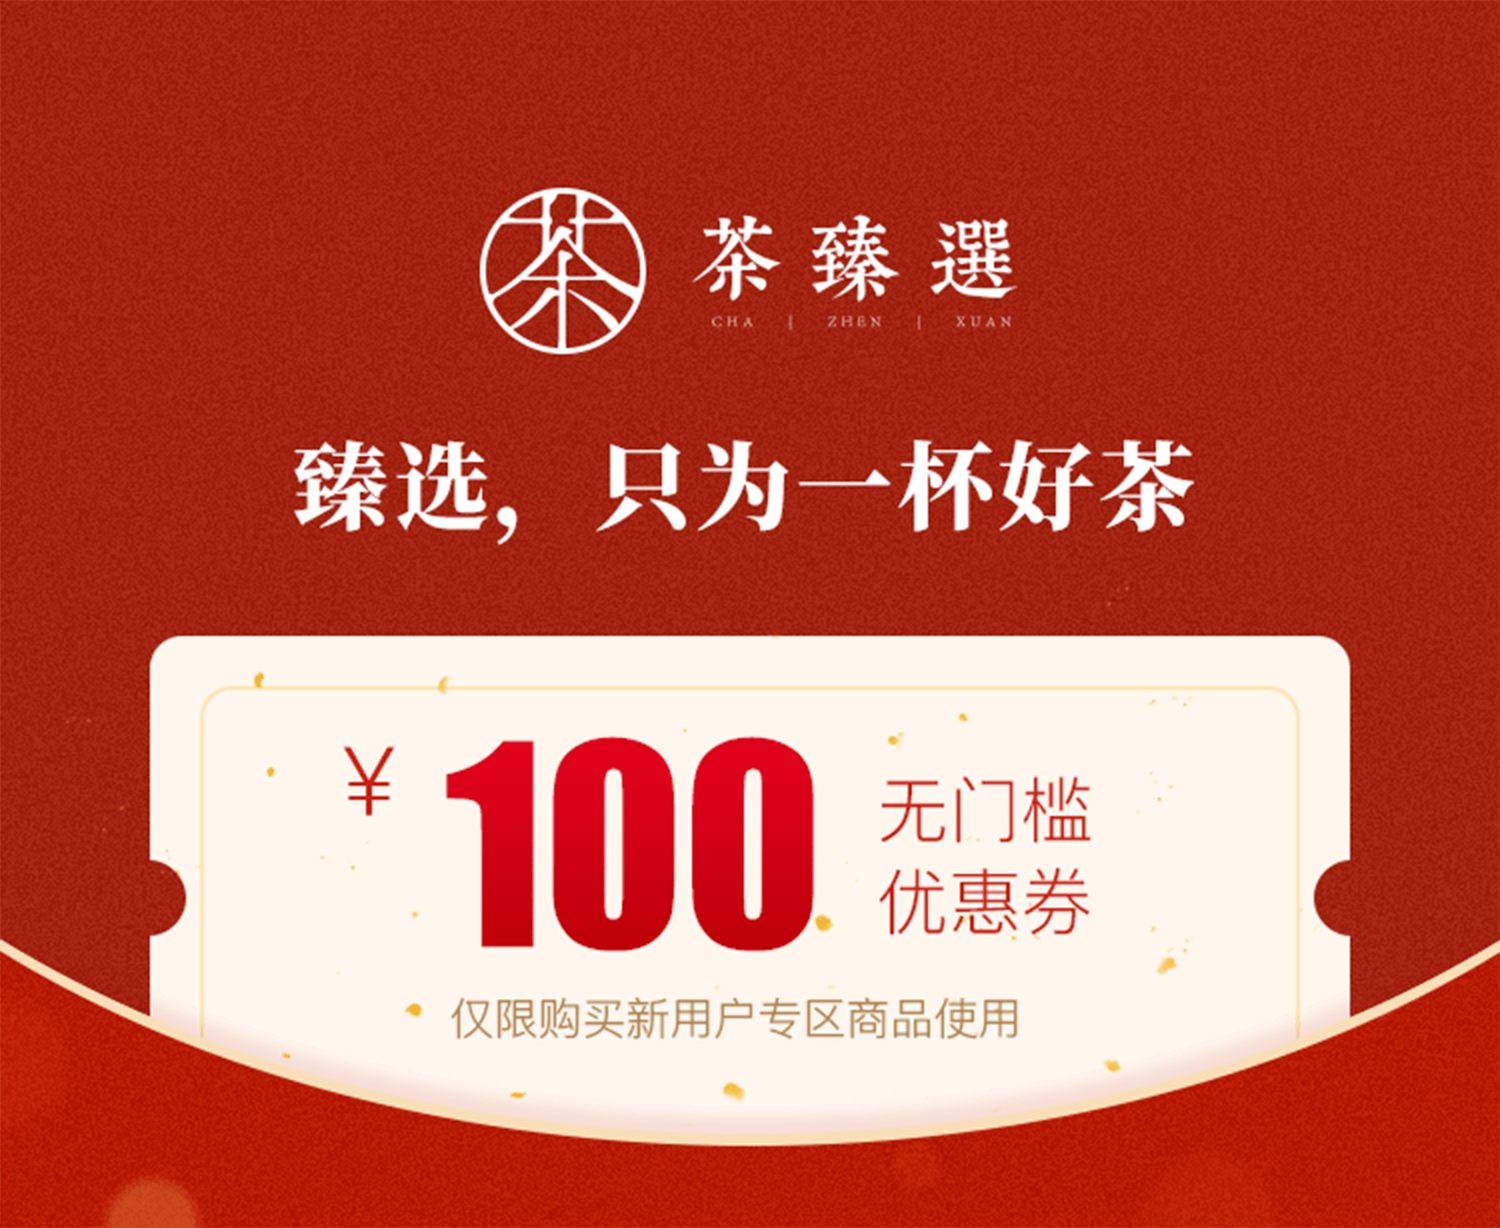 茶
茶臻選
CHA | ZHEN | XUAN
臻选，只为一杯好茶
¥100
无门槛
优惠券
仅限购买新用户专区商品使用